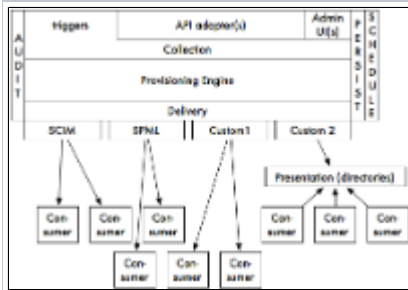 AUDIT
triggers
API adapter(s)
Admin
UI(s)
PERSIST
SCHEDULE
Collection
Provisioning Engine
Delivery
SCIM
SPML
Custom 1
Custom 2
Presentation (directories)
Con-
sumer
Con-
sumer
Con-
sumer
Con-
sumer
Con-
sumer
Con-
sumer
Con-
sumer
Con-
sumer
Con-
sumer
Con-
sumer